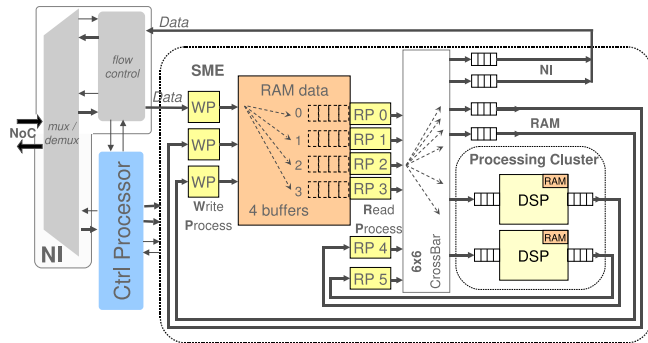 Data
flow
control
mux /
demux
NoC
NI
Ctrl Processor
Data
SME
WP
WP
WP
Write
Process
RAM data
0
1
2
3
4 buffers
RP 0
RP 1
RP 2
RP 3
Read
Process
RP 4
RP 5
6x6
CrossBar
NI
RAM
Processing Cluster
RAM
DSP
RAM
DSP